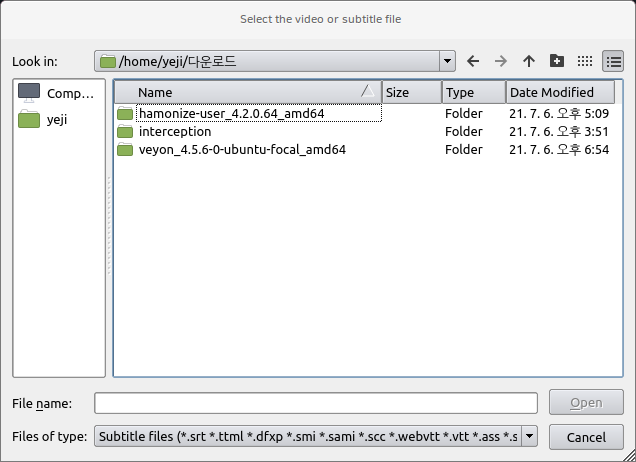 Select the video or subtitle file
Look in: /home/yeji/다운로드
Comp...
yeji
Name Size Type Date Modified
hamonize-user_4.2.0.64_amd64 Folder 21. 7. 6. 오후 5:09
interception Folder 21. 7. 6. 오후 3:51
veyon_4.5.6-0-ubuntu-focal_amd64 Folder 21. 7. 6. 오후 6:54
File name: Open
Files of type: Subtitle files (*.srt *.ttml *.dfxp *.smi *.sami *.scc *.webvtt *.vtt *.ass *.s Cancel